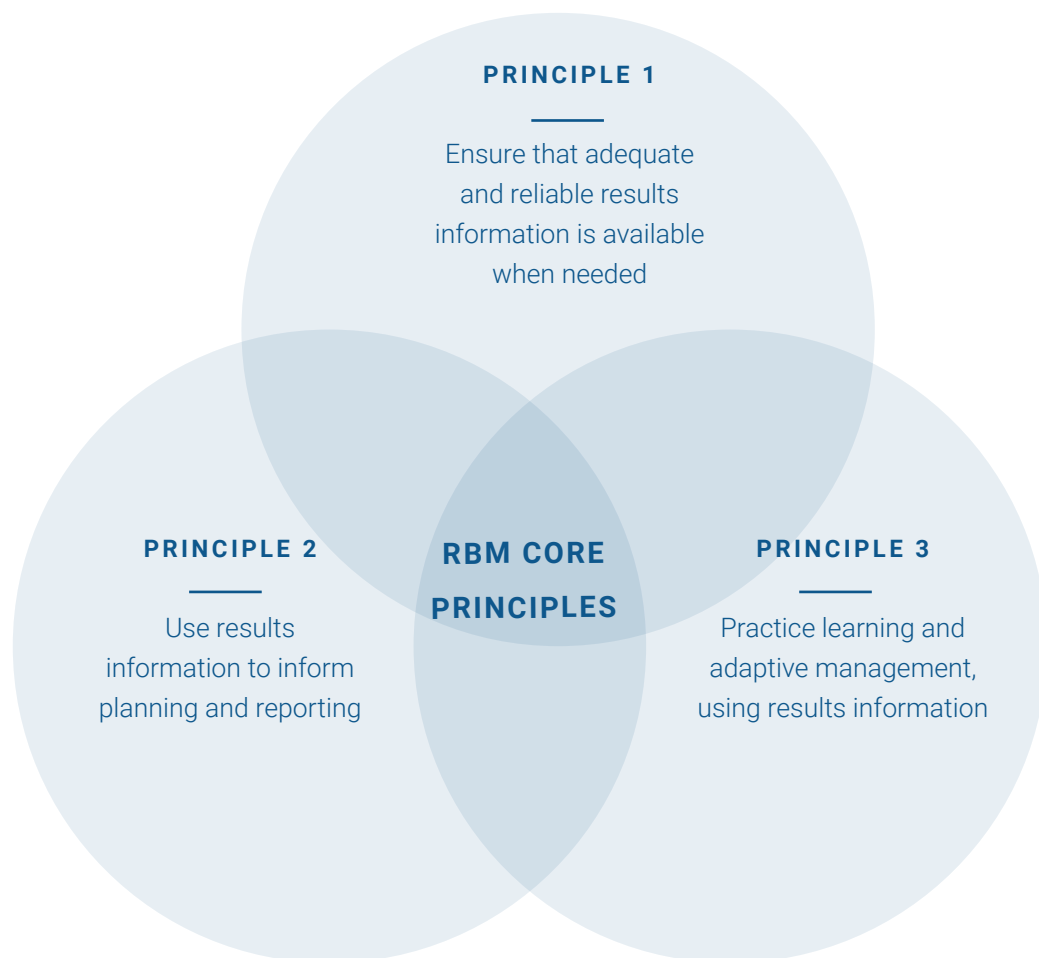 PRINCIPLE 1
Ensure that adequate
and reliable results
information is available
when needed
PRINCIPLE 2
Use results
information to inform
planning and reporting
RBM CORE
PRINCIPLES
PRINCIPLE 3
Practice learning and
adaptive management,
using results information